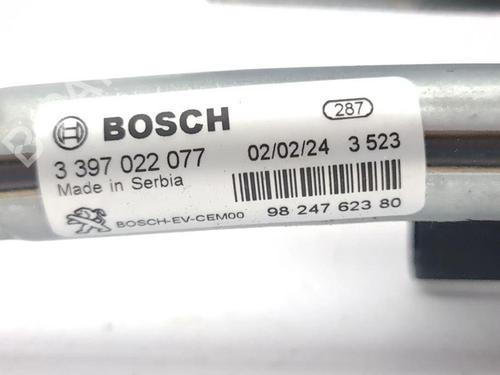 BOSCH
287
3 397 022 077
02/02/24
3 523
Made in Serbia
BOSCH-EV-CEM00
98 247 623 80